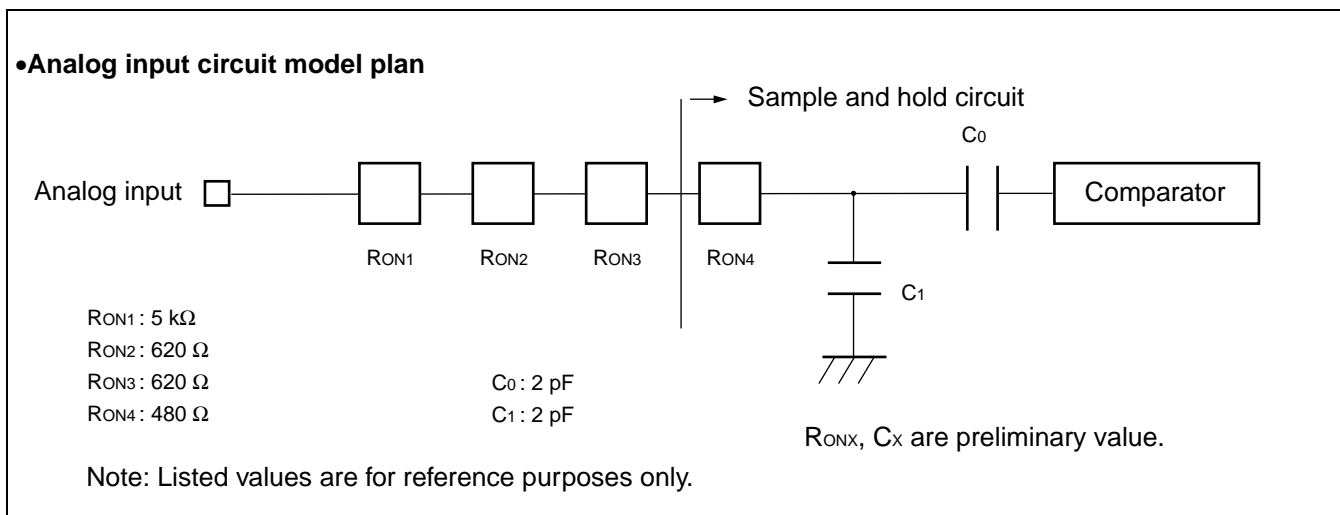 •Analog input circuit model plan
Sample and hold circuit
C0
Analog input
Comparator
RON1 RON2 RON3 RON4
C1
RON1 : 5 kΩ
RON2 : 620 Ω
RON3 : 620 Ω
RON4 : 480 Ω
C0 : 2 pF
C1 : 2 pF
RONX, CX are preliminary value.
Note: Listed values are for reference purposes only.